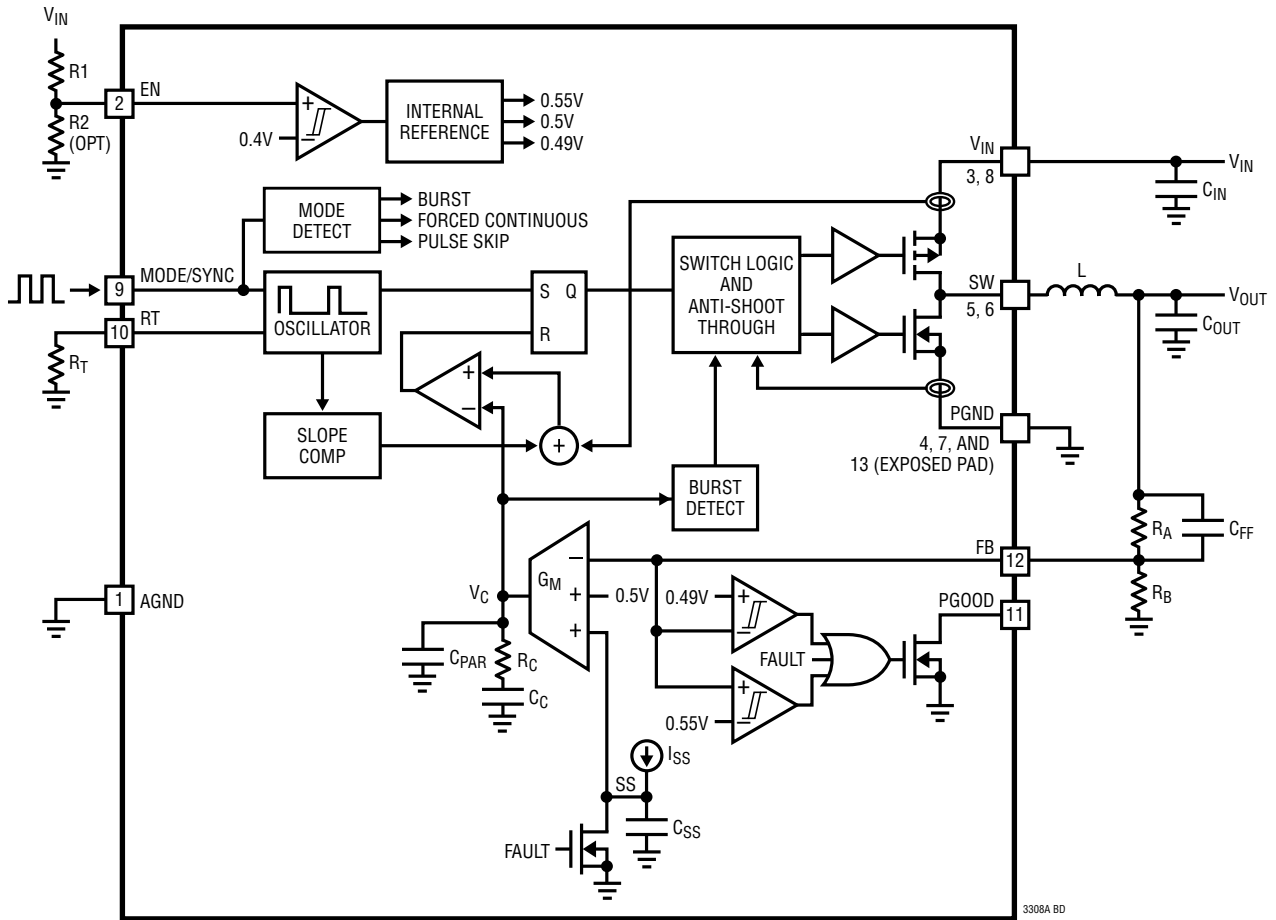 VIN
R1
R2
(OPT)
2
EN
0.4V
+
−
INTERNAL
REFERENCE
0.55V
0.5V
0.49V
MODE
DETECT
BURST
FORCED CONTINUOUS
PULSE SKIP
9
MODE/SYNC
10
RT
RT
OSCILLATOR
S Q
R
SLOPE
COMP
+
−
+
SWITCH LOGIC
AND
ANTI-SHOOT
THROUGH
BURST
DETECT
VIN
3, 8
VIN
CIN
SW
5, 6
L
VOUT
COUT
PGND
4, 7, AND
13 (EXPOSED PAD)
RA
CFF
FB
12
RB
PGOOD
11
1
AGND
VC
GM
−
+
0.5V
+
CPAR
RC
CC
0.49V
+
−
FAULT
+
−
0.55V
ISS
SS
CSS
FAULT
3308A BD